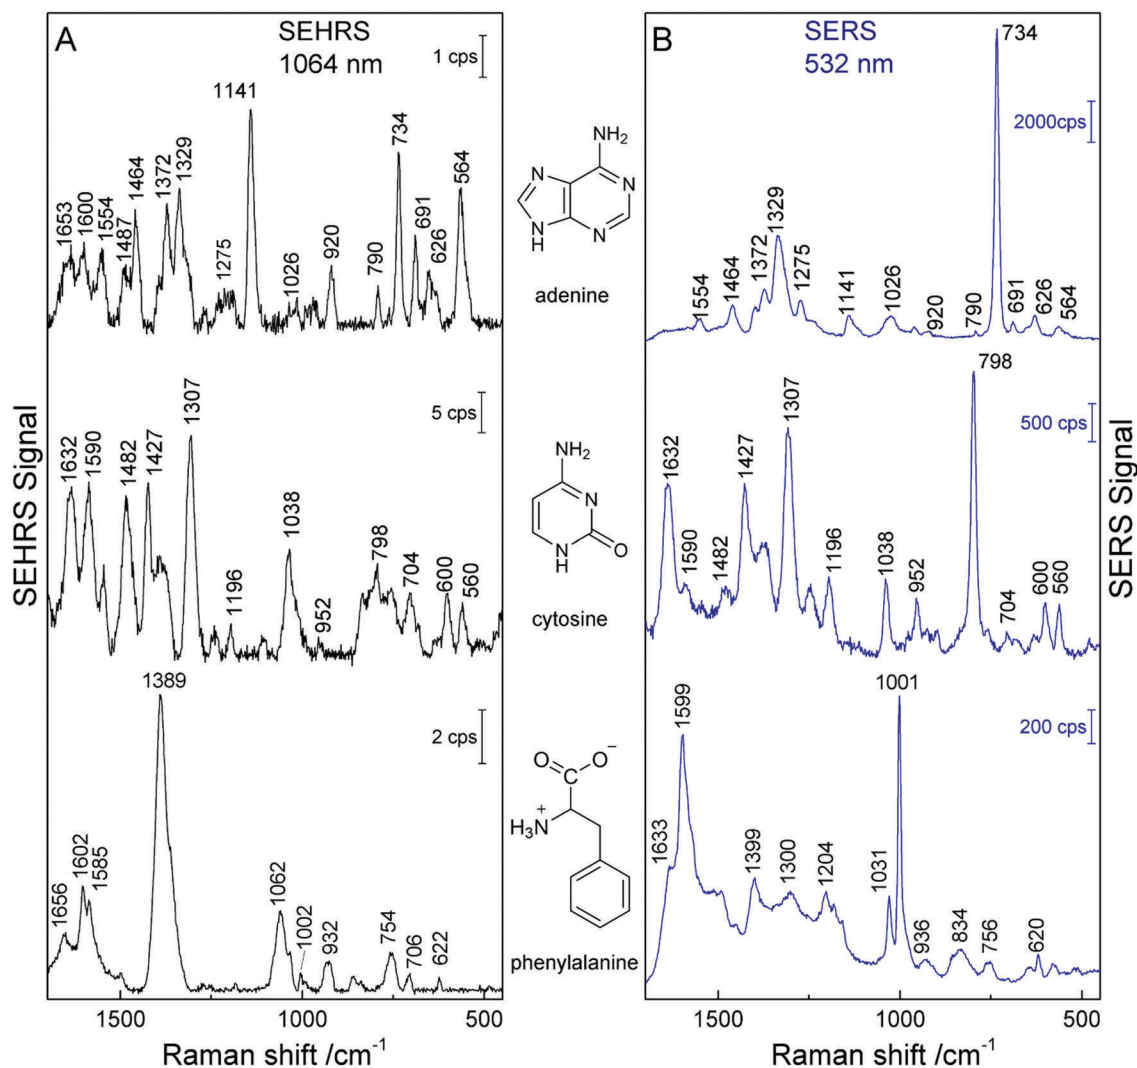 A
SEHRS
1064 nm
1 cps
1653
1600
1554
1487
1464
1372
1329
1275
1141
1026
920
790
734
691
626
564
5 cps
1632
1590
1482
1427
1307
1196
1038
952
798
704
600
560
2 cps
1656
1602
1585
1389
1062
1002
932
754
706
622
SEHRS Signal
1500
1000
500
Raman shift /cm-1
NH2
N
N
NH
N
adenine
NH2
N
NH
O
cytosine
O
O−
C
H3N+
phenylalanine
B
SERS
532 nm
2000cps
1554
1464
1372
1329
1275
1141
1026
920
790
734
691
626
564
500 cps
1632
1590
1482
1427
1307
1196
1038
952
798
704
600
560
200 cps
1633
1599
1399
1300
1204
1031
1001
936
834
756
620
SERS Signal
1500
1000
500
Raman shift /cm-1